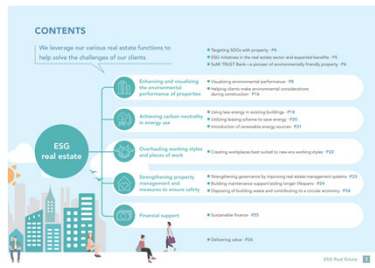 CONTENTS
We leverage our various real estate functions to
help solve the challenges of our clients
Targeting SDGs with property P4
ESG initiatives in the real estate sector and expected benefits P5
SuMi TRUST Bank—a pioneer of environmentally friendly property P6
ESG
real estate
Enhancing and visualizing
the environmental
performance of properties
Visualizing environmental performance P8
Helping clients make environmental considerations
during construction P14
Achieving carbon neutrality
in energy use
Using less energy in existing buildings P18
Utilizing leasing scheme to save energy P20
Introduction of renewable energy sources P21
Overhauling working styles
and places of work
Creating workplaces best suited to new-era working styles P22
Strengthening property
management and
measures to ensure safety
Strengthening governance by improving real estate management systems P23
Building maintenance support/aiding longer lifespans P24
Disposing of building waste and contributing to a circular economy P24
Financial support
Sustainable finance P25
Delivering value P26
ESG Real Estate